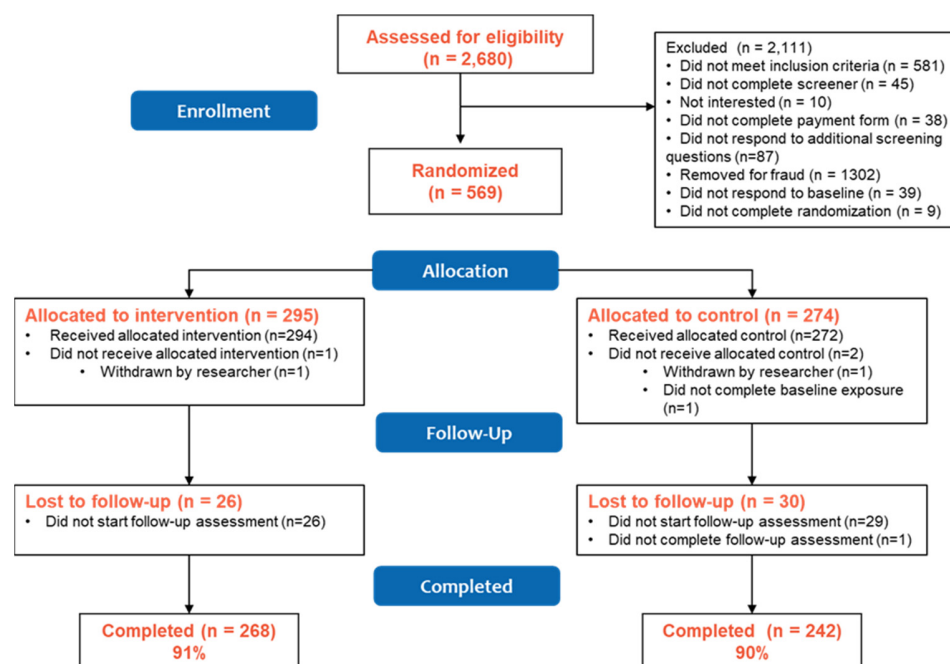 Assessed for eligibility
(n = 2,680)
Excluded (n = 2,111)
• Did not meet inclusion criteria (n = 581)
• Did not complete screener (n = 45)
• Not interested (n = 10)
• Did not complete payment form (n = 38)
• Did not respond to additional screening
questions (n=87)
• Removed for fraud (n = 1302)
• Did not respond to baseline (n = 39)
• Did not complete randomization (n = 9)
Enrollment
Randomized
(n = 569)
Allocation
Allocated to intervention (n = 295)
• Received allocated intervention (n=294)
• Did not receive allocated intervention (n=1)
• Withdrawn by researcher (n=1)
Allocated to control (n = 274)
• Received allocated control (n=272)
• Did not receive allocated control (n=2)
• Withdrawn by researcher (n=1)
• Did not complete baseline exposure
(n=1)
Follow-Up
Lost to follow-up (n = 26)
• Did not start follow-up assessment (n=26)
Lost to follow-up (n = 30)
• Did not start follow-up assessment (n=29)
• Did not complete follow-up assessment (n=1)
Completed
Completed (n = 268)
91%
Completed (n = 242)
90%